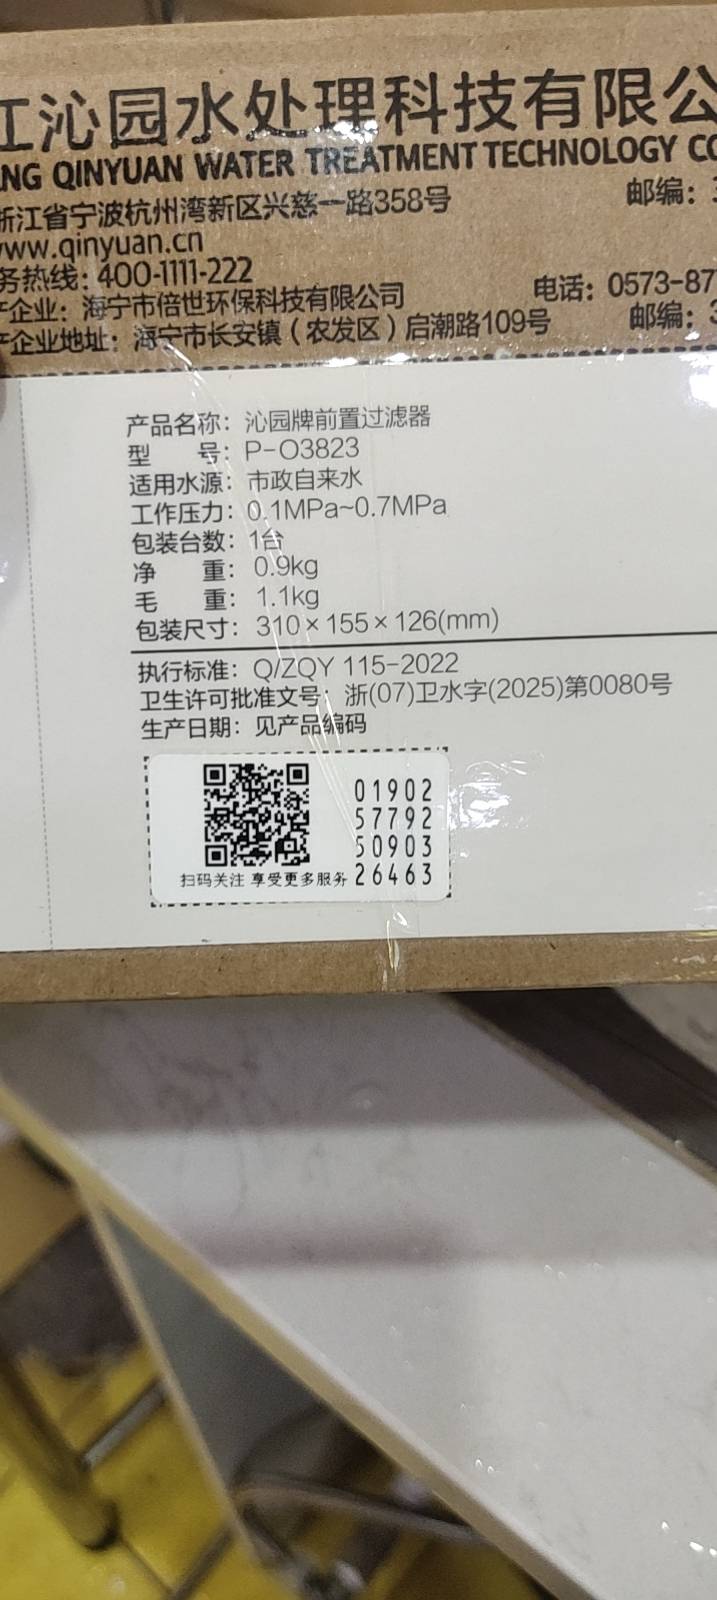 江沁园水处理科技有限公
NG QINYUAN WATER TREATMENT TECHNOLOGY CO
浙江省宁波杭州湾新区兴慈一路358号 邮编：3
www.qinyuan.cn
务热线：400-1111-222
产企业：海宁市倍世环保科技有限公司 电话：0573-877
产企业地址：海宁市长安镇（农发区）启潮路109号 邮编：3
产品名称：沁园牌前置过滤器
型 号：P-O3823
适用水源：市政自来水
工作压力：0.1MPa~0.7MPa
包装台数：1台
净 重：0.9kg
毛 重：1.1kg
包装尺寸：310×155×126(mm)
执行标准：Q/ZQY 115-2022
卫生许可批准文号：浙(07)卫水字(2025)第0080号
生产日期：见产品编码
01902
57792
50903
26463
扫码关注 享受更多服务